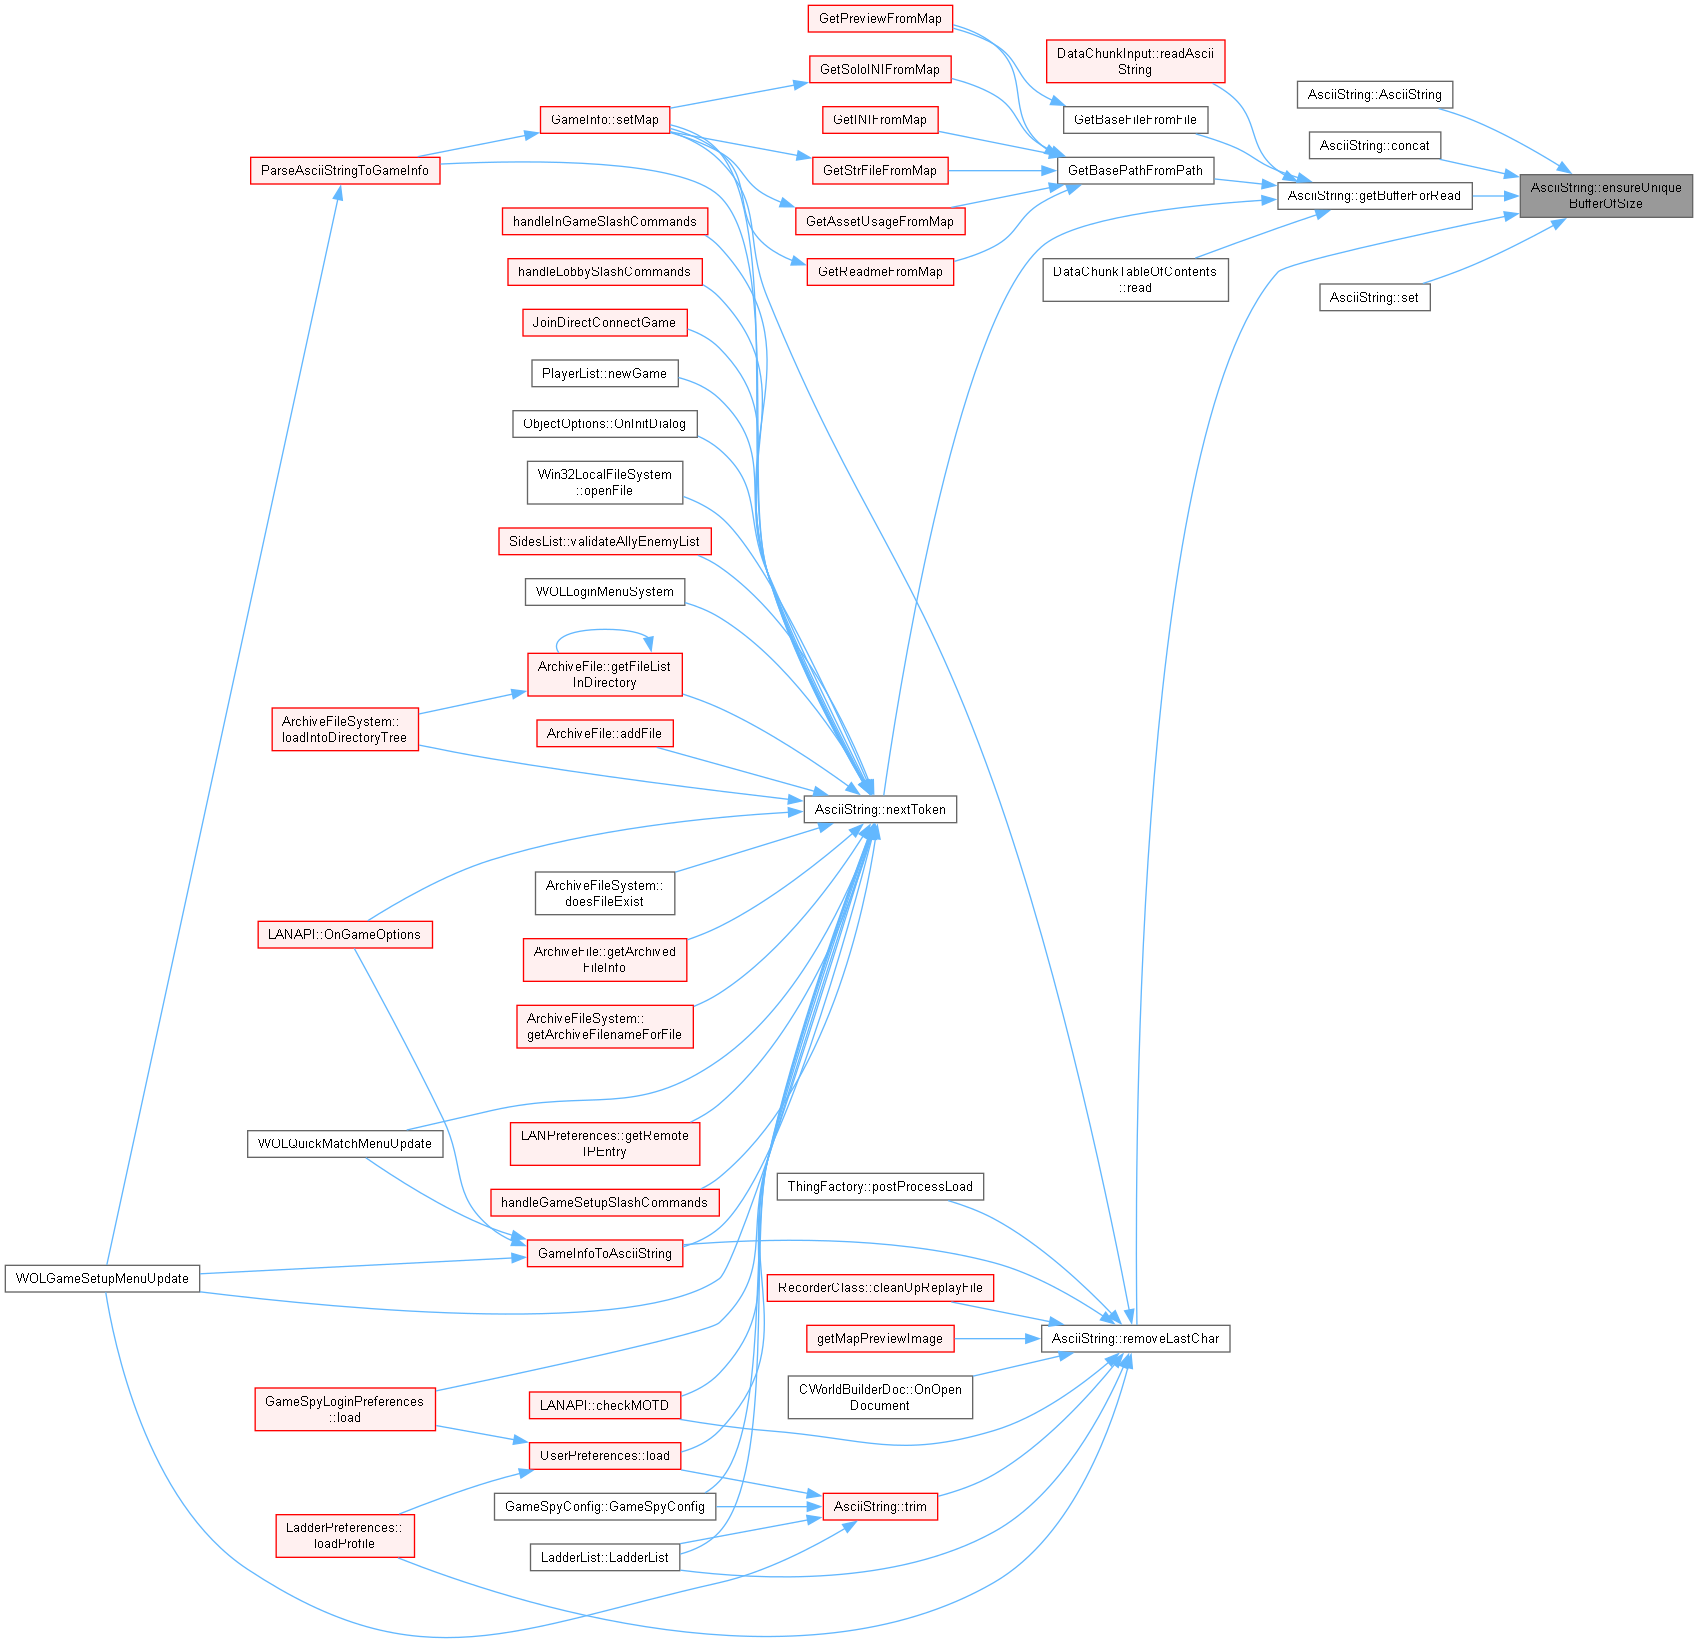 GetPreviewFromMap
DataChunkInput::readAscii
String
GetSoloINIFromMap
AsciiString::AsciiString
GameInfo::setMap
GetINIFromMap
GetBaseFileFromFile
AsciiString::concat
ParseAsciiStringToGameInfo
GetStrFileFromMap
GetBasePathFromPath
AsciiString::getBufferForRead
AsciiString::ensureUnique
BufferOfSize
handleInGameSlashCommands
GetAssetUsageFromMap
handleLobbySlashCommands
GetReadmeFromMap
DataChunkTableOfContents
::read
AsciiString::set
JoinDirectConnectGame
PlayerList::newGame
ObjectOptions::OnInitDialog
Win32LocalFileSystem
::openFile
SidesList::validateAllyEnemyList
WOLLoginMenuSystem
ArchiveFile::getFileList
InDirectory
ArchiveFileSystem::
loadIntoDirectoryTree
ArchiveFile::addFile
AsciiString::nextToken
ArchiveFileSystem::
doesFileExist
LANAPI::OnGameOptions
ArchiveFile::getArchived
FileInfo
ArchiveFileSystem::
getArchiveFilenameForFile
WOLQuickMatchMenuUpdate
LANPreferences::getRemote
IPEntry
ThingFactory::postProcessLoad
handleGameSetupSlashCommands
GameInfoToAsciiString
WOLGameSetupMenuUpdate
RecorderClass::cleanUpReplayFile
getMapPreviewImage
AsciiString::removeLastChar
CWorldBuilderDoc::OnOpen
Document
GameSpyLoginPreferences
::load
LANAPI::checkMOTD
UserPreferences::load
GameSpyConfig::GameSpyConfig
AsciiString::trim
LadderPreferences::
loadProfile
LadderList::LadderList